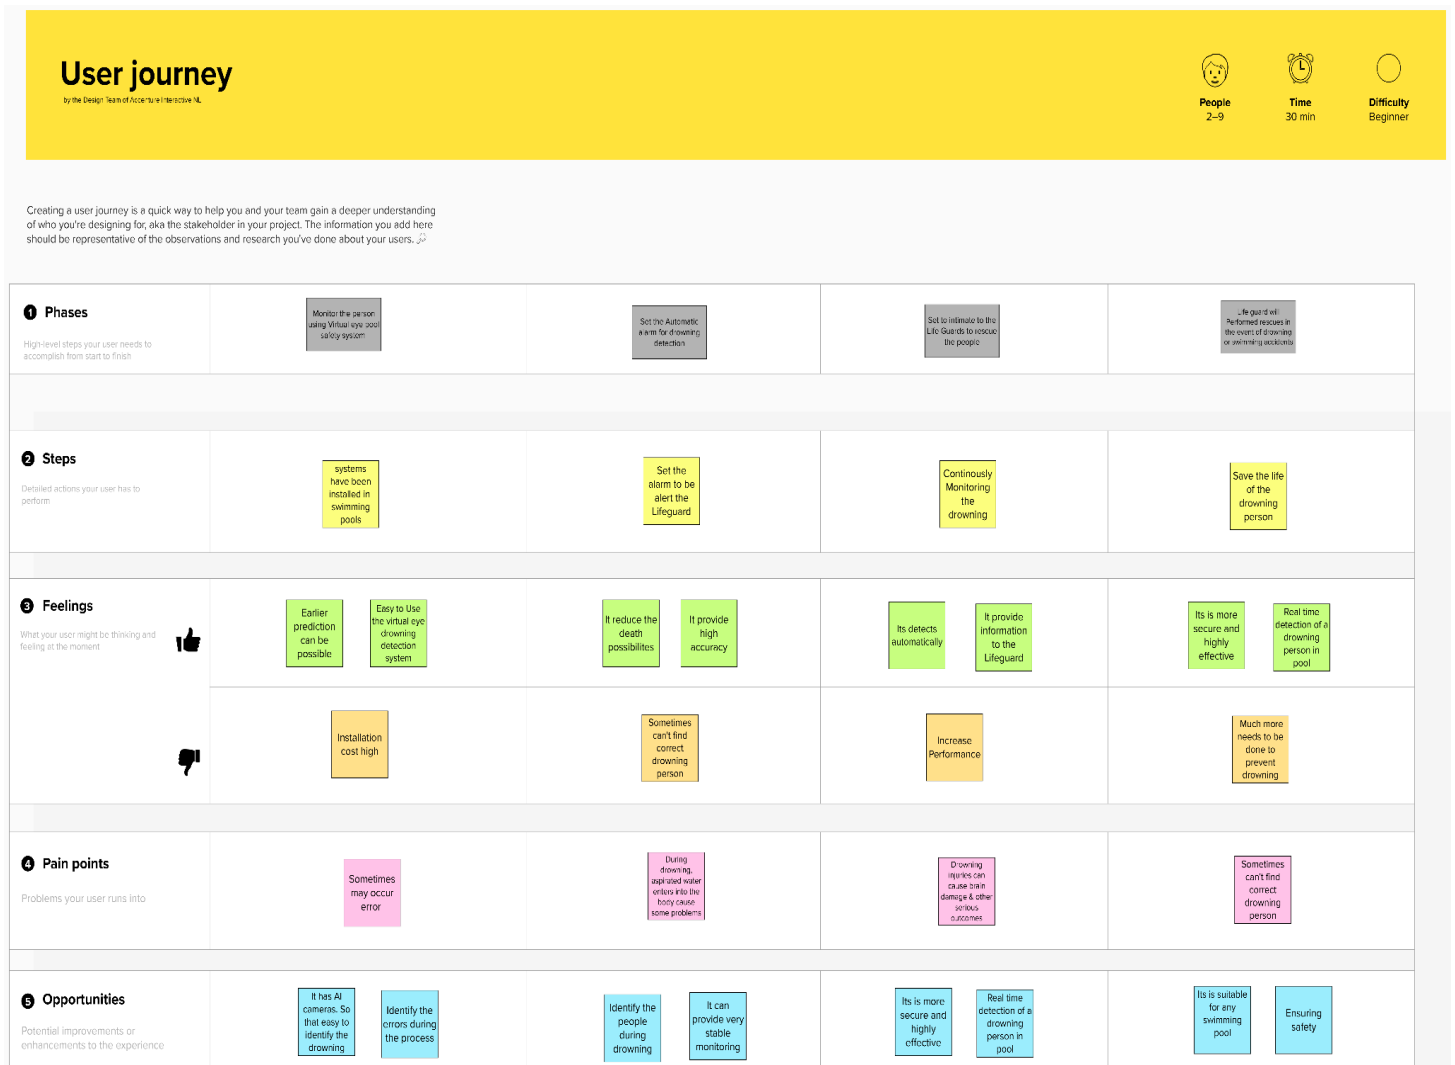 User journey
by the Design Team of Accenture Interactive NL
People
2–9
Time
30 min
Difficulty
Beginner
Creating a user journey is a quick way to help you and your team gain a deeper understanding
of who you're designing for, aka the stakeholder in your project. The information you add here
should be representative of the observations and research you've done about your users.
1 Phases
High-level steps your user needs to
accomplish from start to finish
Monitor the person
using Virtual eye pool
safety system
Set the Automatic
alarm for drowning
detection
Set to intimate to the
Life Guards to rescue
the people
Life guard will
Performed rescues in
the event of drowning
or swimming accidents
2 Steps
Detailed actions your user has to
perform
systems
have been
installed in
swimming
pools
Set the
alarm to be
alert the
Lifeguard
Continously
Monitoring
the
drowning
Save the life
of the
drowning
person
3 Feelings
What your user might be thinking and
feeling at the moment
Earlier
prediction
can be
possible
Easy to Use
the virtual eye
drowning
detection
system
It reduce the
death
possibilites
It provide
high
accuracy
Its detects
automatically
It provide
information
to the
Lifeguard
Its is more
secure and
highly
effective
Real time
detection of a
drowning
person in
pool
Installation
cost high
Sometimes
can't find
correct
drowning
person
Increase
Performance
Much more
needs to be
done to
prevent
drowning
4 Pain points
Problems your user runs into
Sometimes
may occur
error
During
drowning,
aspirated water
enters into the
body cause
some problems
Drowning
injuries can
cause brain
damage & other
serious
outcomes
Sometimes
can't find
correct
drowning
person
5 Opportunities
Potential improvements or
enhancements to the experience
It has AI
cameras. So
that easy to
identify the
drowning
Identify the
errors during
the process
Identify the
people
during
drowning
It can
provide very
stable
monitoring
Its is more
secure and
highly
effective
Real time
detection of a
drowning
person in
pool
Its is suitable
for any
swimming
pool
Ensuring
safety